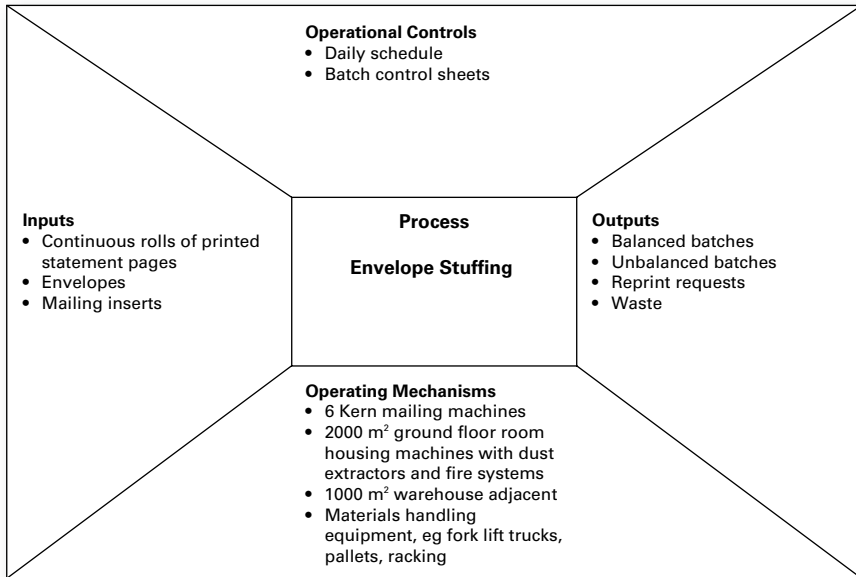 Operational Controls
• Daily schedule
• Batch control sheets
Inputs
• Continuous rolls of printed
statement pages
• Envelopes
• Mailing inserts
Process
Envelope Stuffing
Outputs
• Balanced batches
• Unbalanced batches
• Reprint requests
• Waste
Operating Mechanisms
• 6 Kern mailing machines
• 2000 m² ground floor room
housing machines with dust
extractors and fire systems
• 1000 m² warehouse adjacent
• Materials handling
equipment, eg fork lift trucks,
pallets, racking